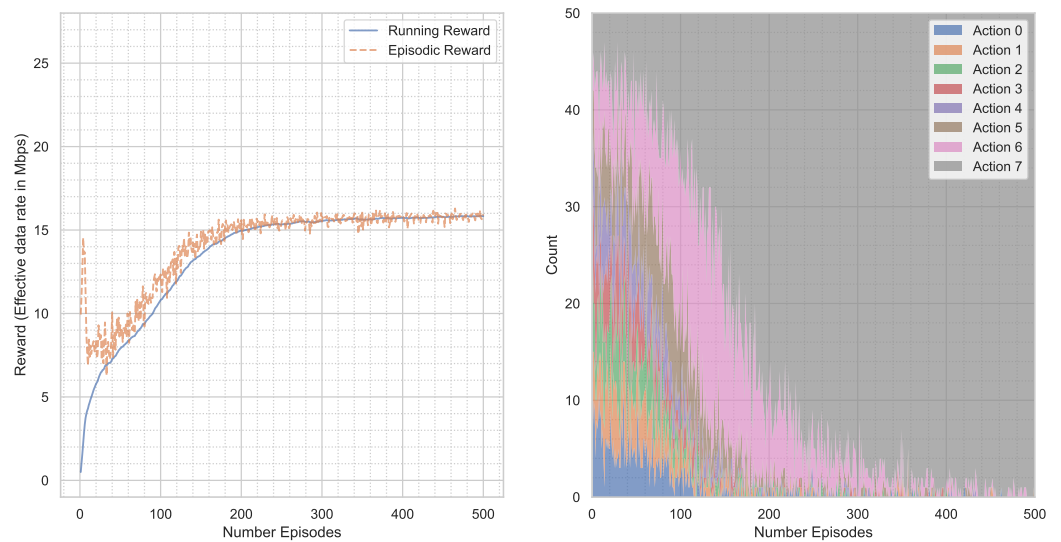 Running Reward
Episodic Reward
25
20
15
10
5
0
0 100 200 300 400 500
Number Episodes
Reward (Effective data rate in Mbps)
Action 0
Action 1
Action 2
Action 3
Action 4
Action 5
Action 6
Action 7
50
40
30
20
10
0
0 100 200 300 400 500
Number Episodes
Count